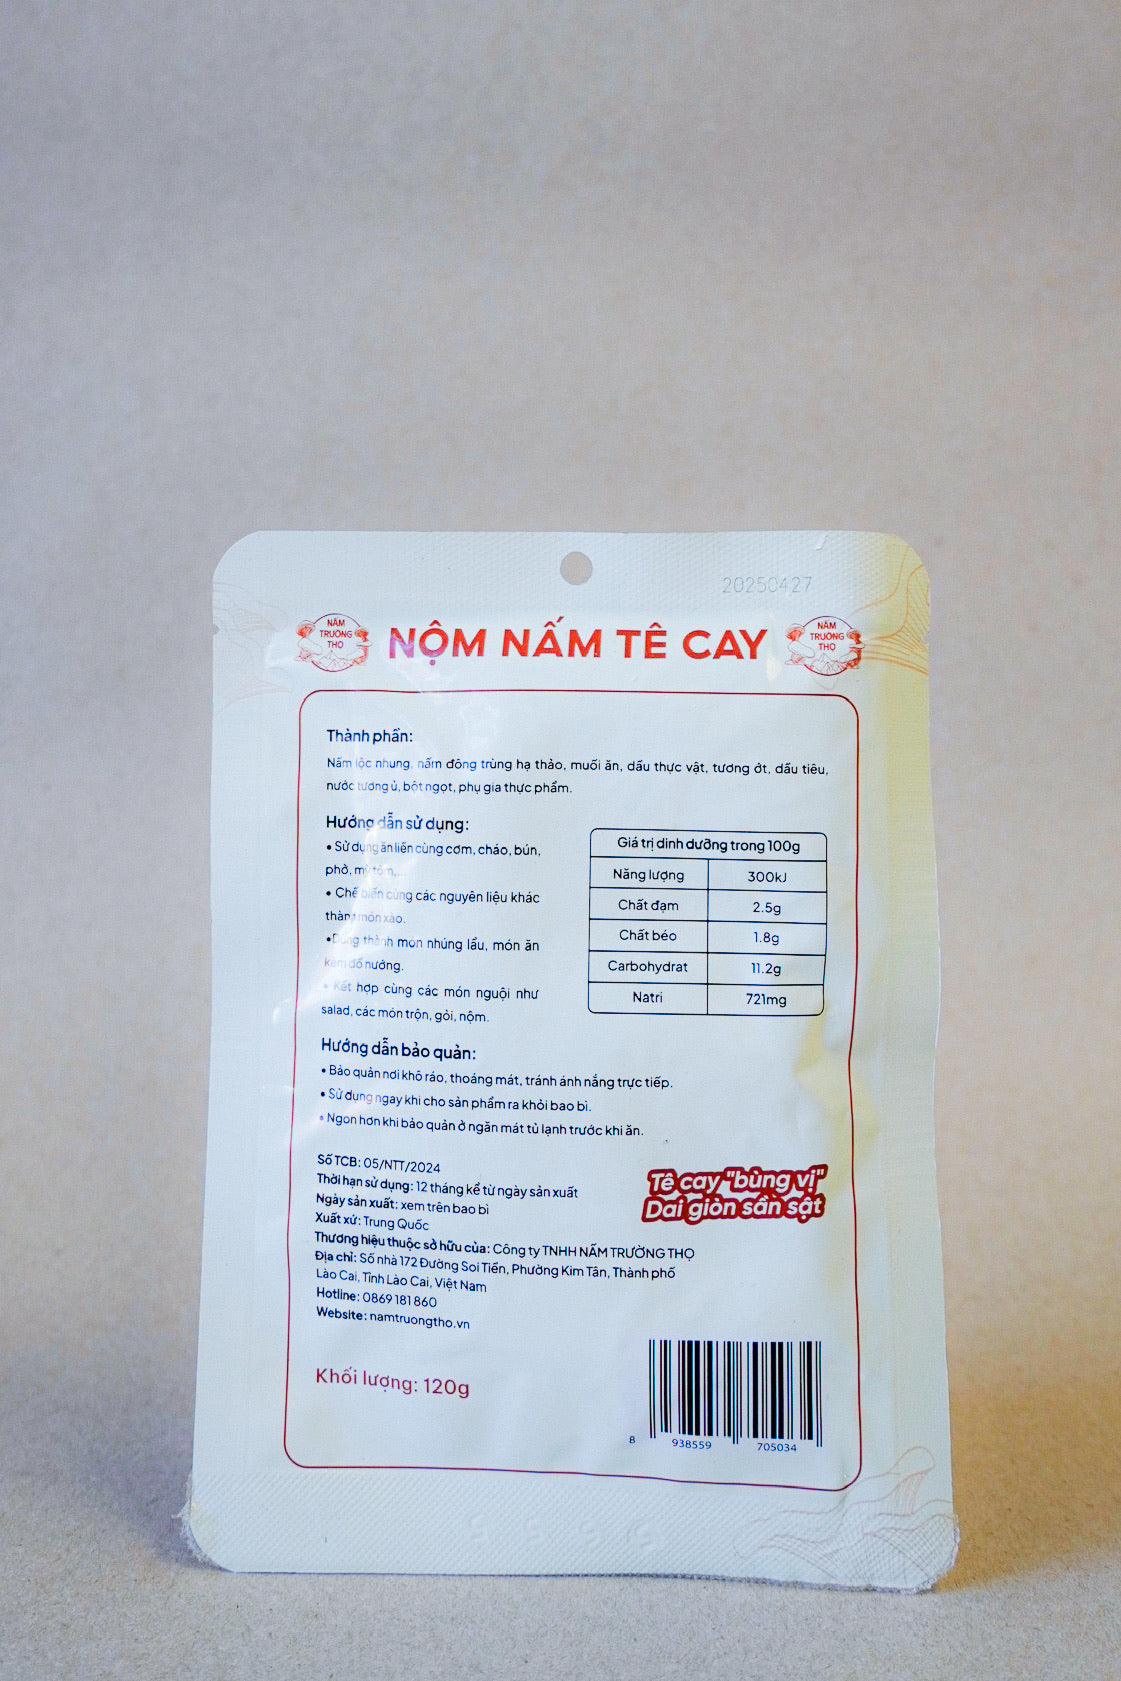 20250427
NẤM
TRƯỜNG
THỌ
NỘM NẤM TÊ CAY
NẤM
TRƯỜNG
THỌ
Thành phần:
Nấm lộc nhung, nấm đông trùng hạ thảo, muối ăn, dầu thực vật, tương ớt, dầu tiêu,
nước tương ủ, bột ngọt, phụ gia thực phẩm.
Hướng dẫn sử dụng:
• Sử dụng ăn liền cùng cơm, cháo, bún,
phở, mỳ tôm,...
• Chế biến cùng các nguyên liệu khác
thành món xào.
• Dùng thành món nhúng lẩu, món ăn
kèm đồ nướng.
• Kết hợp cùng các món nguội như
salad, các món trộn, gỏi, nộm.
Giá trị dinh dưỡng trong 100g
Năng lượng 300kJ
Chất đạm 2.5g
Chất béo 1.8g
Carbohydrat 11.2g
Natri 721mg
Hướng dẫn bảo quản:
• Bảo quản nơi khô ráo, thoáng mát, tránh ánh nắng trực tiếp.
• Sử dụng ngay khi cho sản phẩm ra khỏi bao bì.
• Ngon hơn khi bảo quản ở ngăn mát tủ lạnh trước khi ăn.
Số TCB: 05/NTT/2024
Thời hạn sử dụng: 12 tháng kể từ ngày sản xuất
Ngày sản xuất: xem trên bao bì
Xuất xứ: Trung Quốc
Thương hiệu thuộc sở hữu của: Công ty TNHH NẤM TRƯỜNG THỌ
Địa chỉ: Số nhà 172 Đường Soi Tiền, Phường Kim Tân, Thành phố
Lào Cai, Tỉnh Lào Cai, Việt Nam
Hotline: 0869 181 860
Website: namtruongtho.vn
Tê cay "bùng vị"
Dai giòn sần sật
Khối lượng: 120g
8 938559 705034